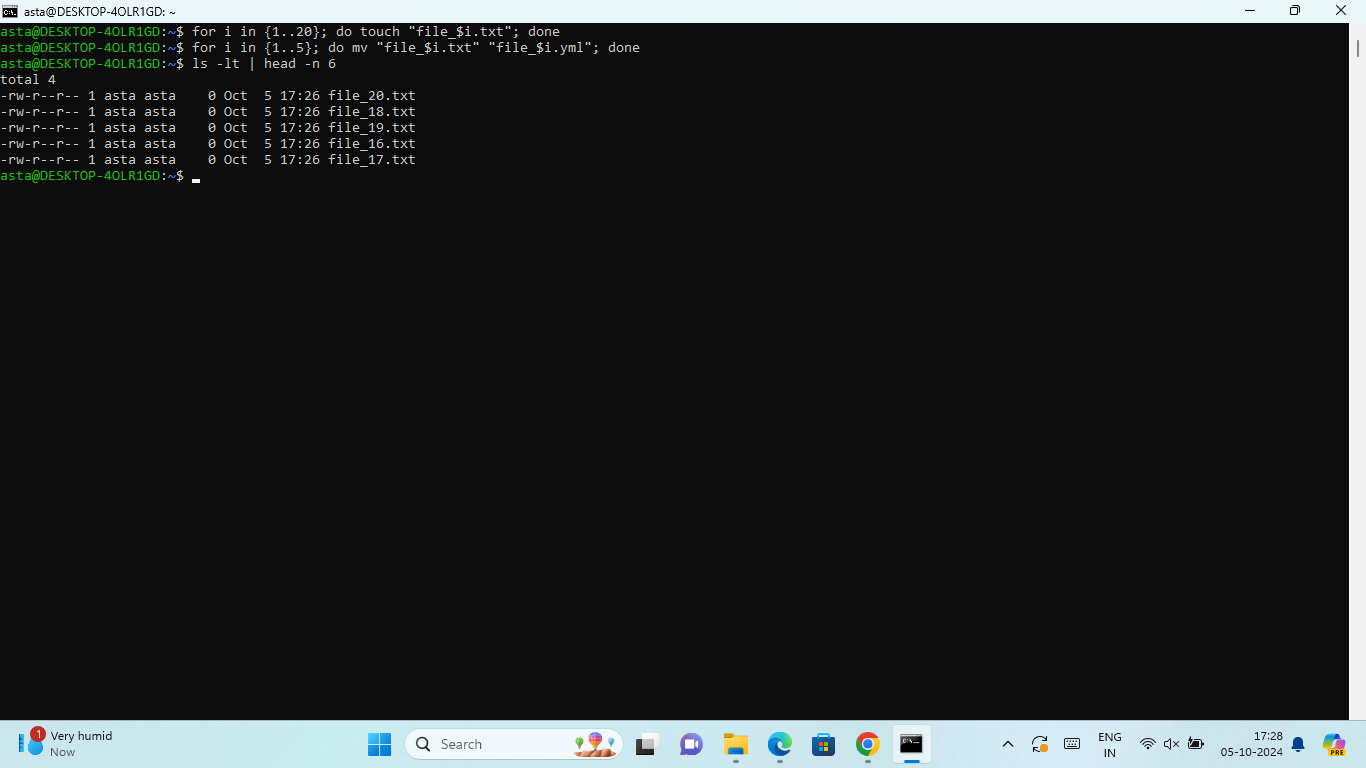 asta@DESKTOP-4OLR1GD: ~
asta@DESKTOP-4OLR1GD:~$ for i in {1..20}; do touch "file_$i.txt"; done
asta@DESKTOP-4OLR1GD:~$ for i in {1..5}; do mv "file_$i.txt" "file_$i.yml"; done
asta@DESKTOP-4OLR1GD:~$ ls -lt | head -n 6
total 4
-rw-r--r-- 1 asta asta    0 Oct  5 17:26 file_20.txt
-rw-r--r-- 1 asta asta    0 Oct  5 17:26 file_18.txt
-rw-r--r-- 1 asta asta    0 Oct  5 17:26 file_19.txt
-rw-r--r-- 1 asta asta    0 Oct  5 17:26 file_16.txt
-rw-r--r-- 1 asta asta    0 Oct  5 17:26 file_17.txt
asta@DESKTOP-4OLR1GD:~$
1
Very humid
Now
Search
ENG
IN
17:28
05-10-2024
PRE